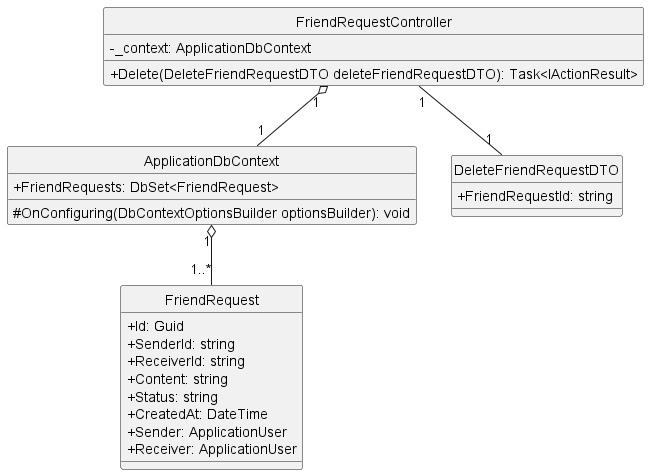 FriendRequestController
-_context: ApplicationDbContext
+Delete(DeleteFriendRequestDTO deleteFriendRequestDTO): Task<IActionResult>
1
1
1
1
ApplicationDbContext
+FriendRequests: DbSet<FriendRequest>
#OnConfiguring(DbContextOptionsBuilder optionsBuilder): void
DeleteFriendRequestDTO
+FriendRequestId: string
1
1..*
FriendRequest
+Id: Guid
+SenderId: string
+ReceiverId: string
+Content: string
+Status: string
+CreatedAt: DateTime
+Sender: ApplicationUser
+Receiver: ApplicationUser